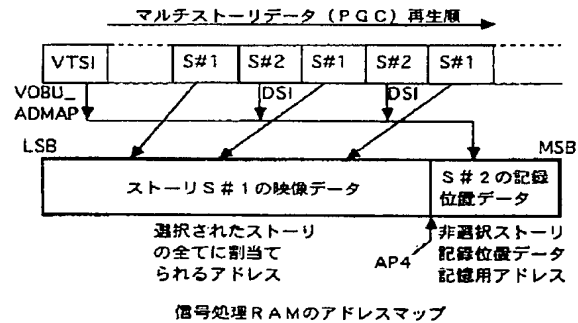 マルチストーリデータ(PGC)再生順
VTSI S#1 S#2 S#1 S#2 S#1
VOBU_ DSI DSI
ADMAP
LSB MSB
ストーリS#1の映像データ
S#2の記録
位置データ
選択されたストーリ
の全てに割当て
られるアドレス
AP4
非選択ストーリ
記録位置データ
記憶用アドレス
信号処理RAMのアドレスマップ